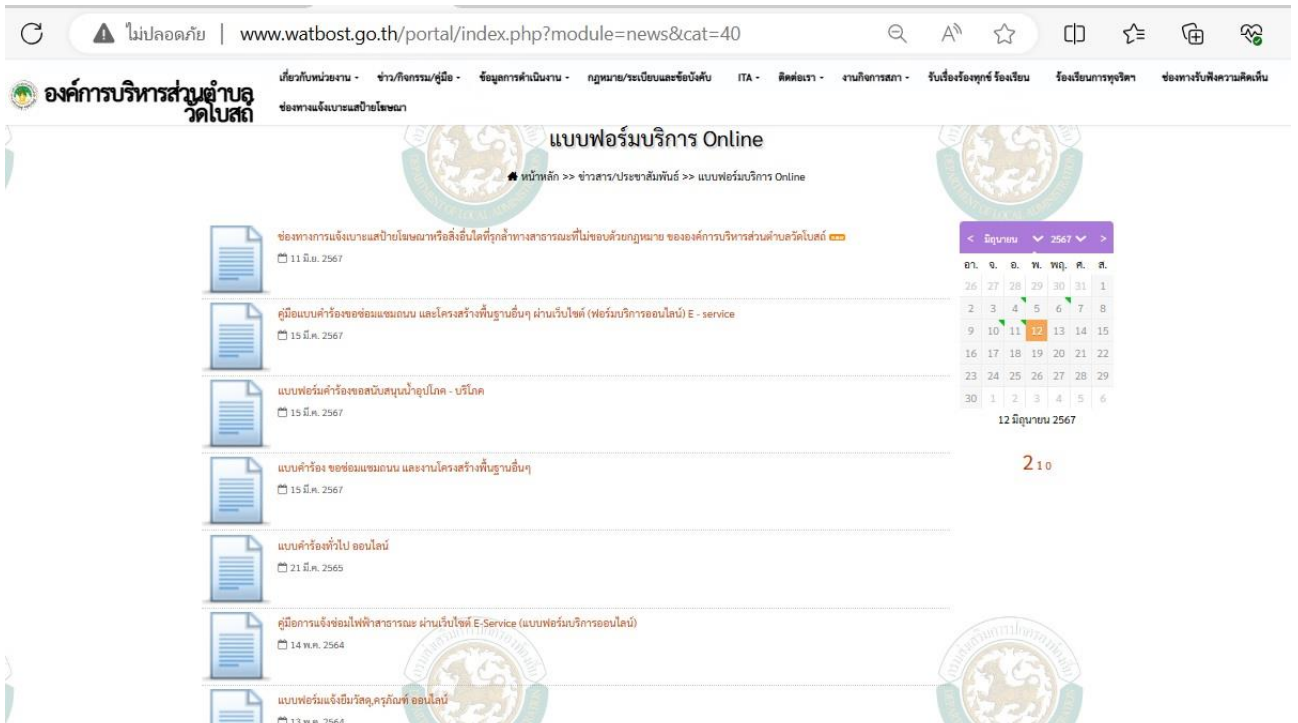 ไม่ปลอดภัย | www.watbost.go.th/portal/index.php?module=news&cat=40
องค์การบริหารส่วนตำบลวัดโบสถ์
เกี่ยวกับหน่วยงาน - ข่าว/กิจกรรม/คู่มือ - ข้อมูลการดำเนินงาน - กฎหมาย/ระเบียบและข้อบังคับ ITA - ติดต่อเรา - งานกิจการสภา - รับเรื่องร้องทุกข์ ร้องเรียน ร้องเรียนการทุจริตฯ ช่องทางรับฟังความคิดเห็น
ช่องทางแจ้งเบาะแสป้ายโฆษณา
แบบฟอร์มบริการ Online
หน้าหลัก >> ข่าวสาร/ประชาสัมพันธ์ >> แบบฟอร์มบริการ Online
ช่องทางการแจ้งเบาะแสป้ายโฆษณาหรือสิ่งอื่นใดที่รุกล้ำทางสาธารณะที่ไม่ชอบด้วยกฎหมาย ขององค์การบริหารส่วนตำบลวัดโบสถ์
11 มิ.ย. 2567
คู่มือแบบคำร้องขอซ่อมแซมถนน และโครงสร้างพื้นฐานอื่นๆ ผ่านเว็บไซต์ (ฟอร์มบริการออนไลน์) E - service
15 มี.ค. 2567
แบบฟอร์มคำร้องขอสนับสนุนน้ำอุปโภค - บริโภค
15 มี.ค. 2567
แบบคำร้อง ขอซ่อมแซมถนน และงานโครงสร้างพื้นฐานอื่นๆ
15 มี.ค. 2567
แบบคำร้องทั่วไป ออนไลน์
21 มี.ค. 2565
คู่มือการแจ้งซ่อมไฟฟ้าสาธารณะ ผ่านเว็บไซต์ E-Service (แบบฟอร์มบริการออนไลน์)
14 พ.ค. 2564
แบบฟอร์มแจ้งยืมวัสดุ,ครุภัณฑ์ ออนไลน์
13 พ.ค. 2564
< มิถุนายน 2567 >
อา. จ. อ. พ. พฤ. ศ. ส.
26 27 28 29 30 31 1
2 3 4 5 6 7 8
9 10 11 12 13 14 15
16 17 18 19 20 21 22
23 24 25 26 27 28 29
30 1 2 3 4 5 6
12 มิถุนายน 2567
2 1 0